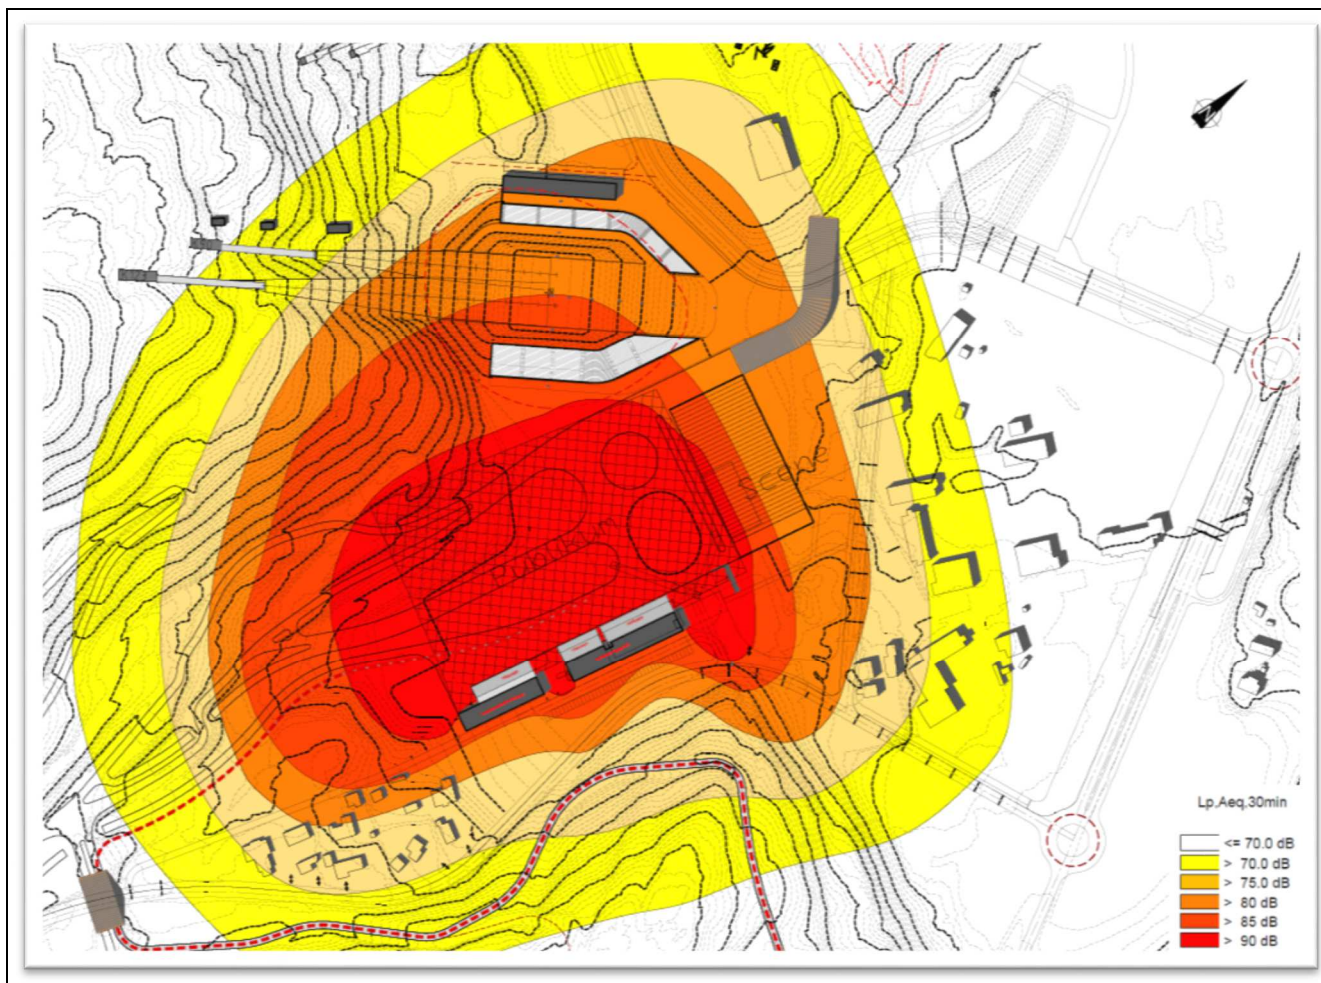 Scene
Publikum
Lp.Aeq.30min
<= 70.0 dB
> 70.0 dB
> 75.0 dB
> 80 dB
> 85 dB
> 90 dB